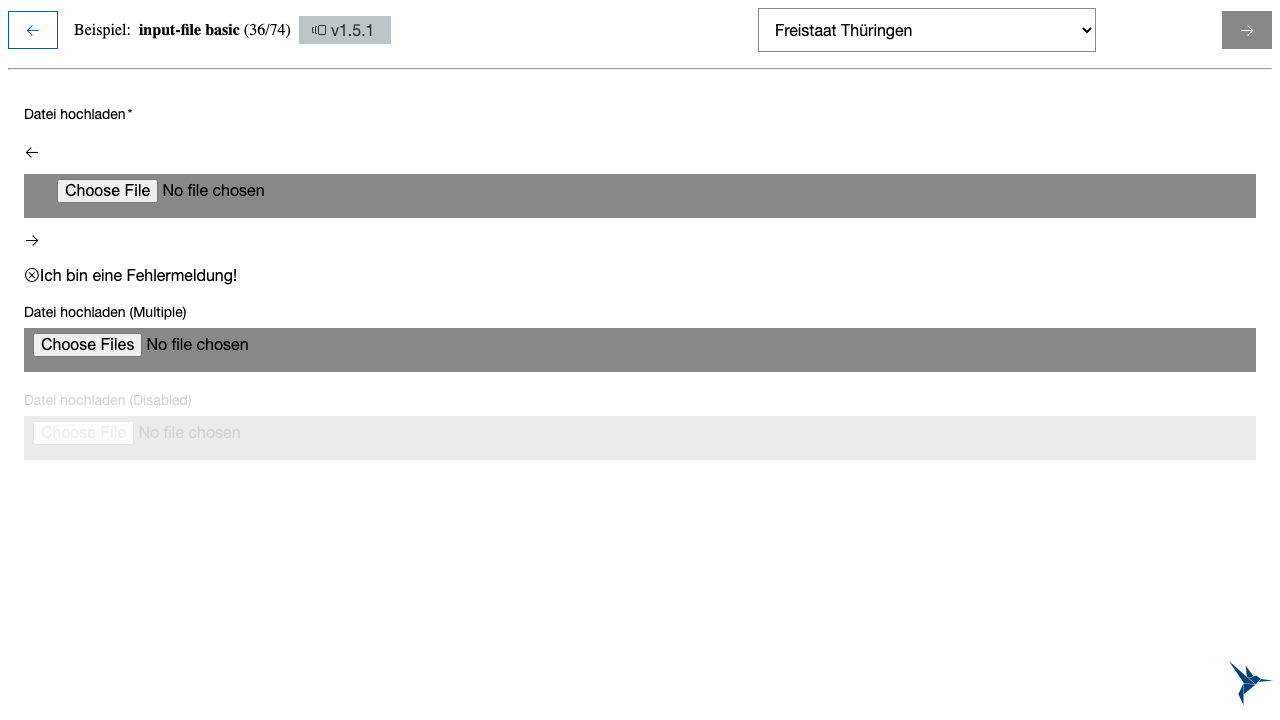 Beispiel: input-file basic (36/74) v1.5.1 Freistaat Thüringen
Datei hochladen*
Choose File No file chosen
Ich bin eine Fehlermeldung!
Datei hochladen (Multiple)
Choose Files No file chosen
Datei hochladen (Disabled)
Choose File No file chosen